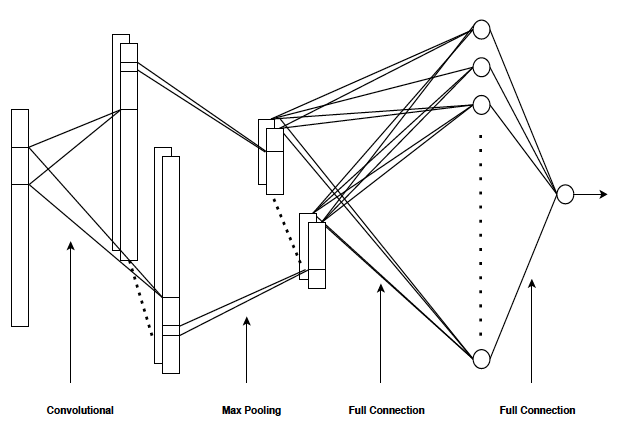 Convolutional
Max Pooling
Full Connection
Full Connection